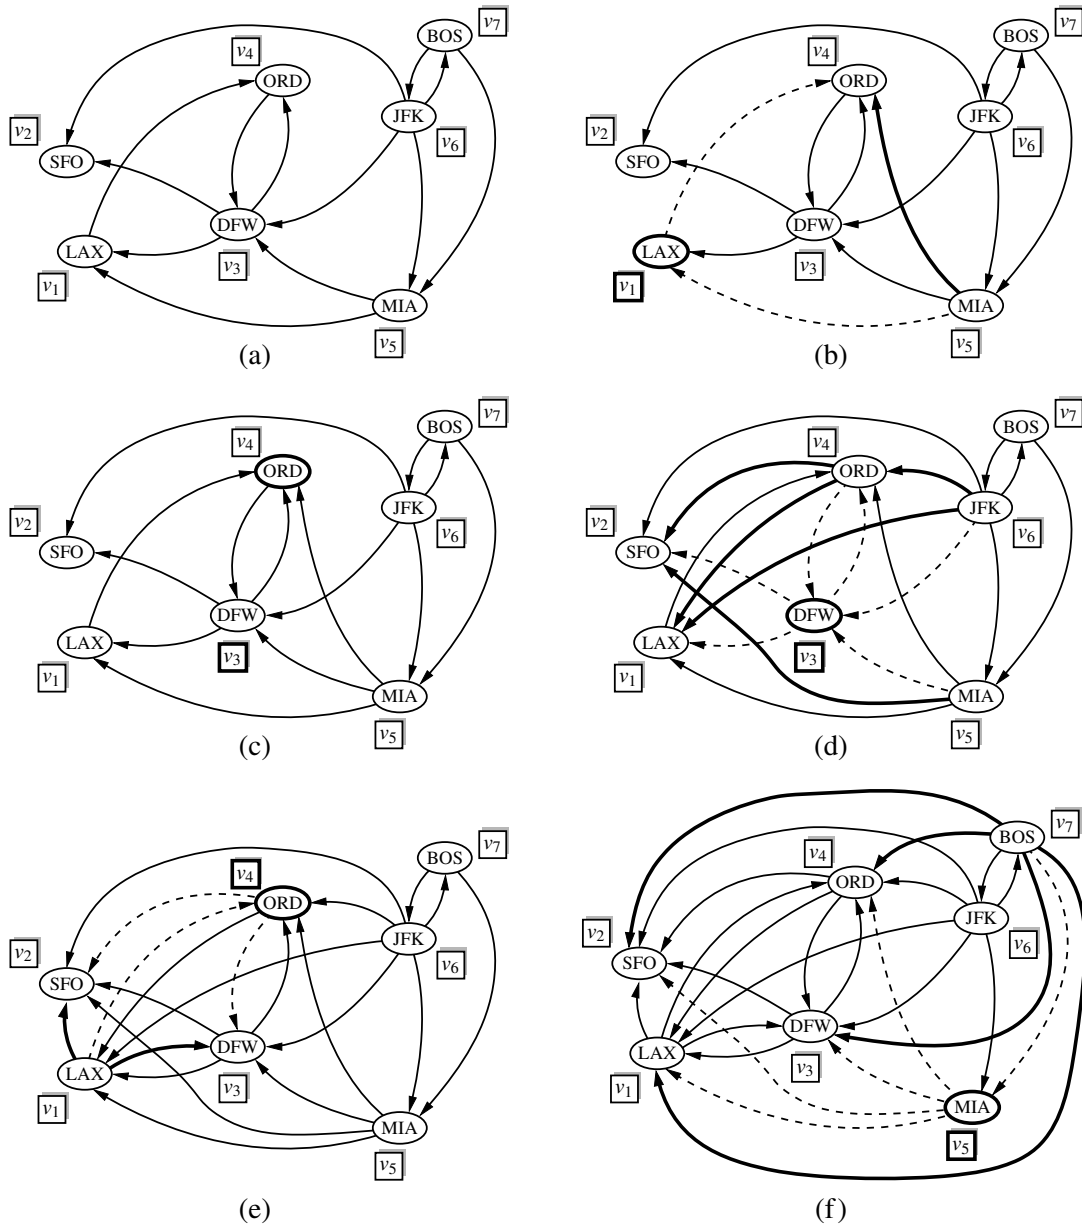 BOS
v7
v4
ORD
JFK
v2
v6
SFO
DFW
LAX
v3
v1
MIA
v5
(a)
BOS
v7
v4
ORD
JFK
v2
v6
SFO
DFW
LAX
v3
v1
MIA
v5
(b)
BOS
v7
v4
ORD
JFK
v2
v6
SFO
DFW
LAX
v3
v1
MIA
v5
(c)
BOS
v7
v4
ORD
JFK
v2
v6
SFO
DFW
LAX
v3
v1
MIA
v5
(d)
BOS
v7
v4
ORD
JFK
v2
v6
SFO
DFW
LAX
v3
v1
MIA
v5
(e)
BOS
v7
v4
ORD
JFK
v2
v6
SFO
DFW
LAX
v3
v1
MIA
v5
(f)